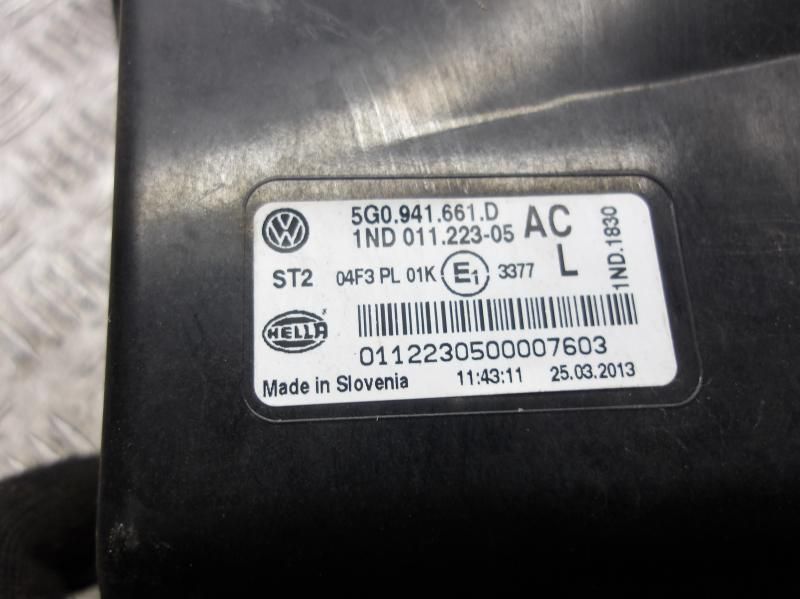 5G0.941.661.D AC
1ND 011.223-05
ST2 04F3 PL 01K E1 3377 L
1ND.1830
HELLA
0112230500007603
Made in Slovenia 11:43:11 25.03.2013